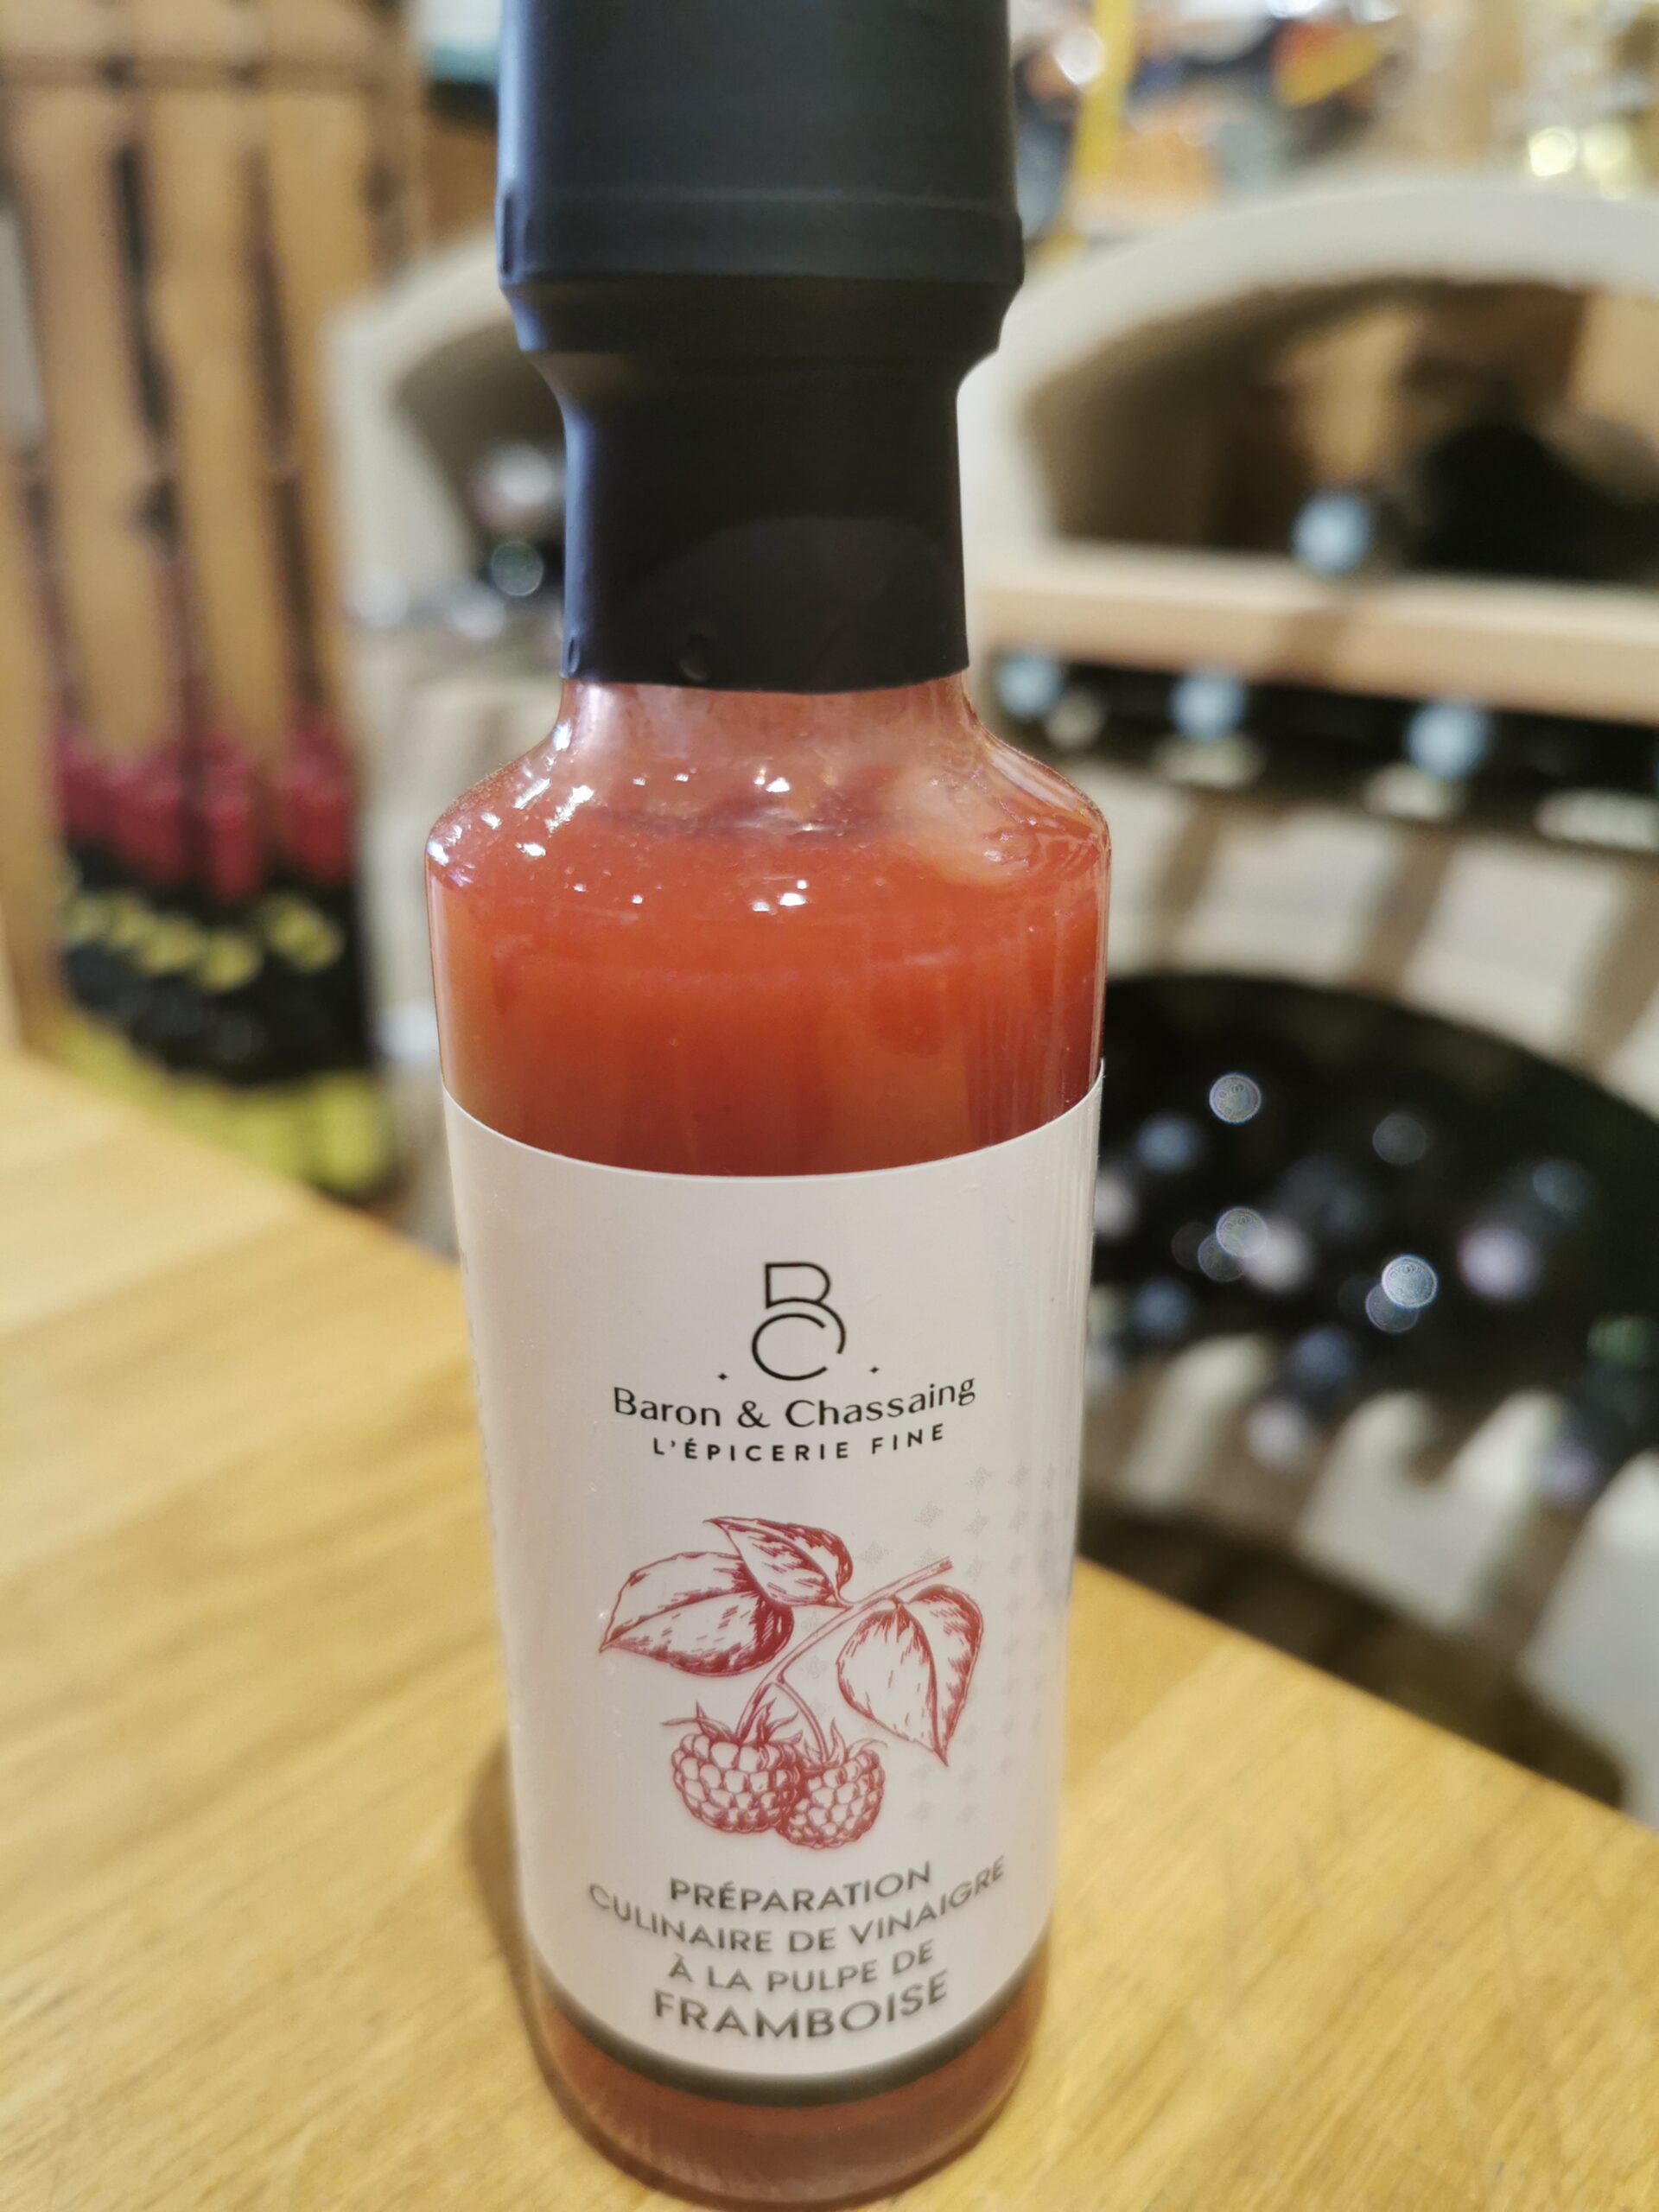 BC
Baron & Chassaing
L'ÉPICERIE FINE
PRÉPARATION
CULINAIRE DE VINAIGRE
À LA PULPE DE
FRAMBOISE